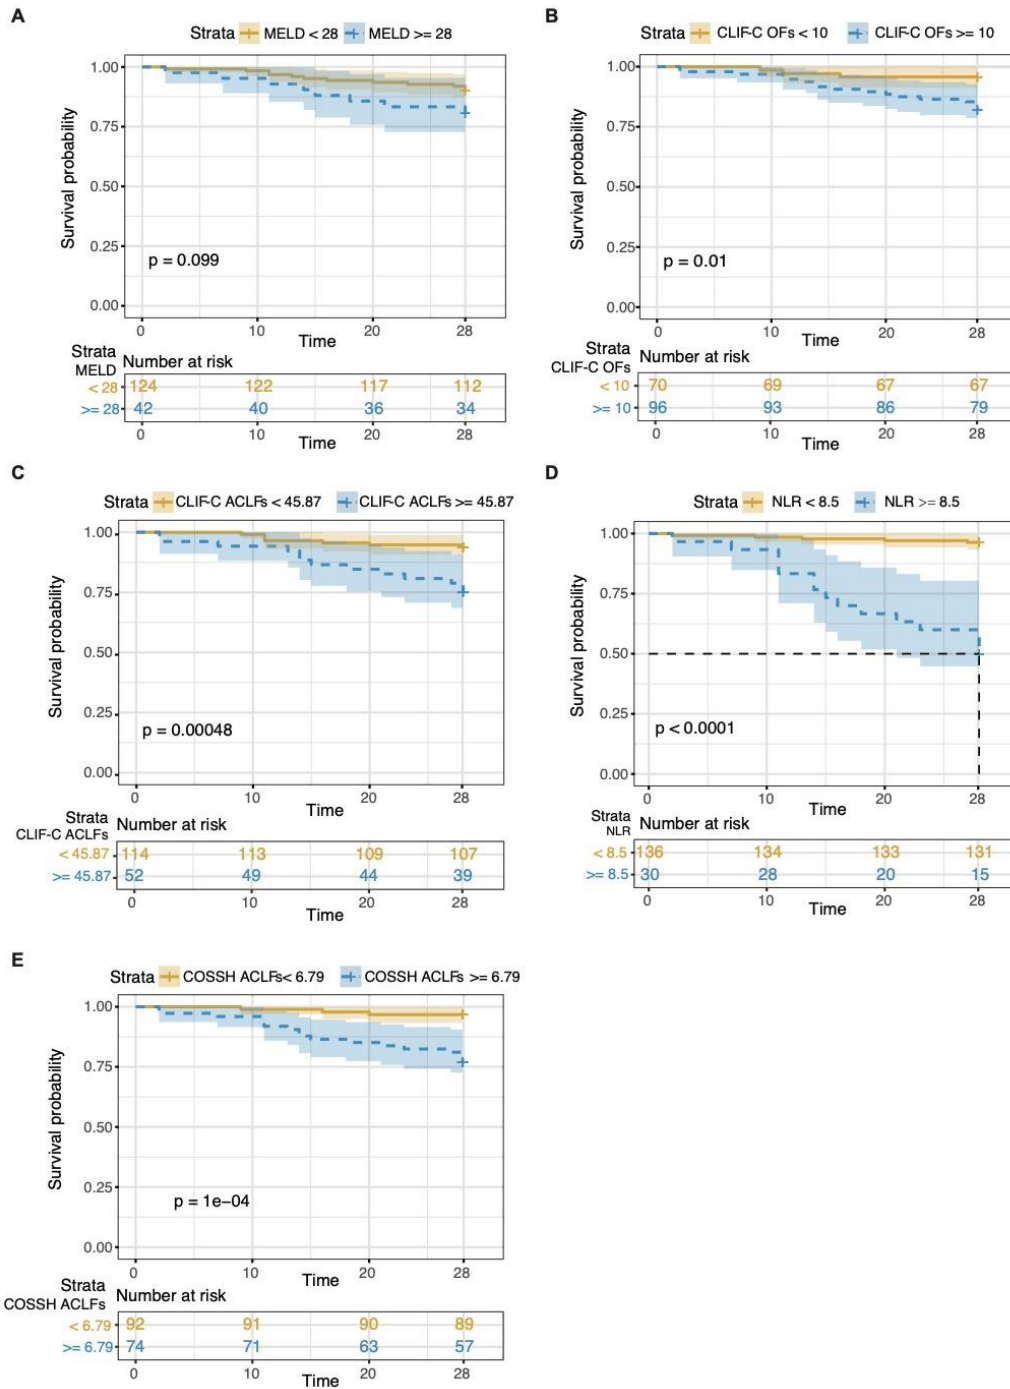 A
Strata MELD < 28 MELD >= 28
Survival probability
1.00
0.75
0.50
0.25
0.00
p = 0.099
0 10 20 28
Time
Strata
MELD
Number at risk
< 28 124 122 117 112
>= 28 42 40 36 34
0 10 20 28
Time
B
Strata CLIF-C OFs < 10 CLIF-C OFs >= 10
Survival probability
1.00
0.75
0.50
0.25
0.00
p = 0.01
0 10 20 28
Time
Strata
CLIF-C OFs
Number at risk
< 10 70 69 67 67
>= 10 96 93 86 79
0 10 20 28
Time
C
Strata CLIF-C ACLFs < 45.87 CLIF-C ACLFs >= 45.87
Survival probability
1.00
0.75
0.50
0.25
0.00
p = 0.00048
0 10 20 28
Time
Strata
CLIF-C ACLFs
Number at risk
< 45.87 114 113 109 107
>= 45.87 52 49 44 39
0 10 20 28
Time
D
Strata NLR < 8.5 NLR >= 8.5
Survival probability
1.00
0.75
0.50
0.25
0.00
p < 0.0001
0 10 20 28
Time
Strata
NLR
Number at risk
< 8.5 136 134 133 131
>= 8.5 30 28 20 15
0 10 20 28
Time
E
Strata COSSH ACLFs< 6.79 COSSH ACLFs >= 6.79
Survival probability
1.00
0.75
0.50
0.25
0.00
p = 1e−04
0 10 20 28
Time
Strata
COSSH ACLFs
Number at risk
< 6.79 92 91 90 89
>= 6.79 74 71 63 57
0 10 20 28
Time